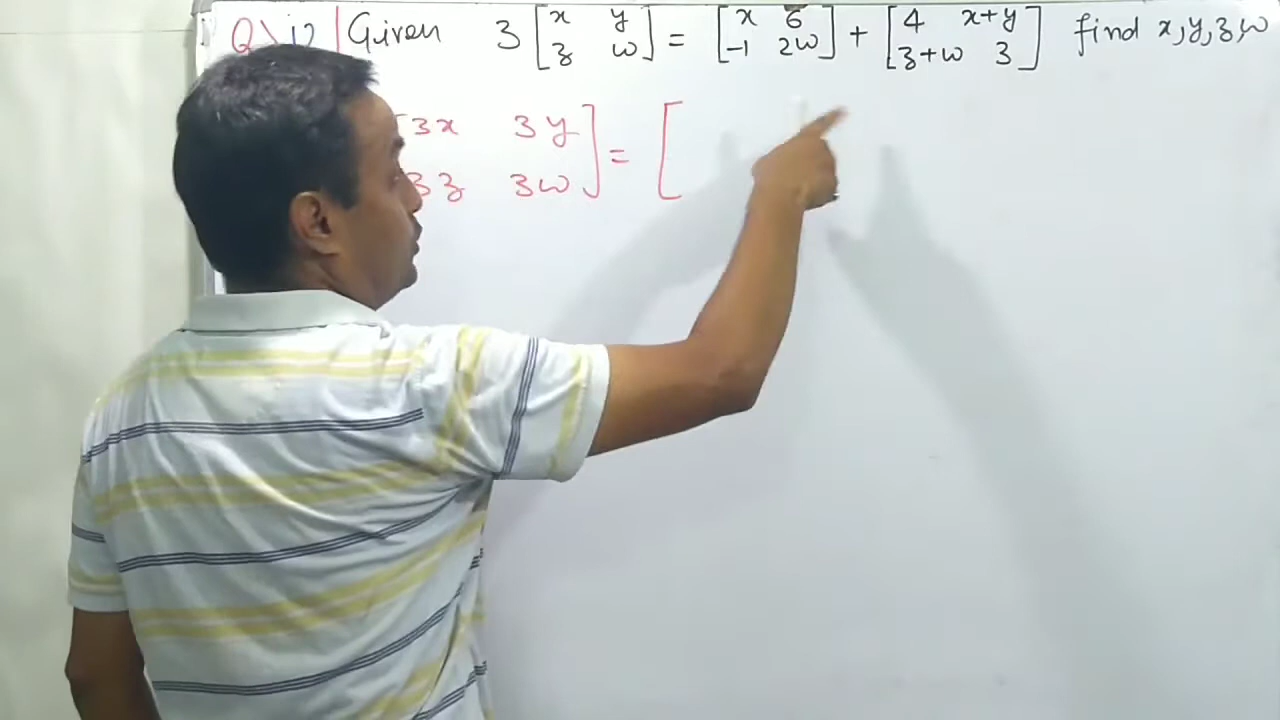 Q\ 12 | Given 3 [ x y = [ x 6 ] + [ 4 x+y ] find x,y,z,w
z w ] -1 2w z+w 3
3x 3y ] = [
3z 3w